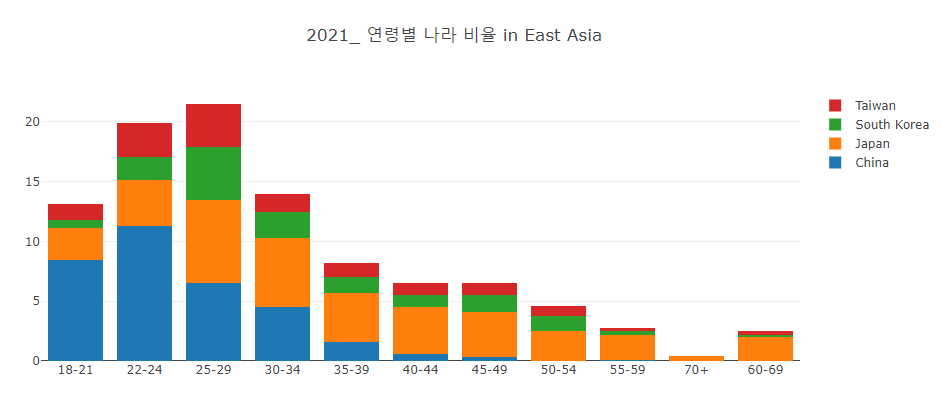 2021_ 연령별 나라 비율 in East Asia
Taiwan
South Korea
Japan
China
20
15
10
5
0
18-21 22-24 25-29 30-34 35-39 40-44 45-49 50-54 55-59 70+ 60-69